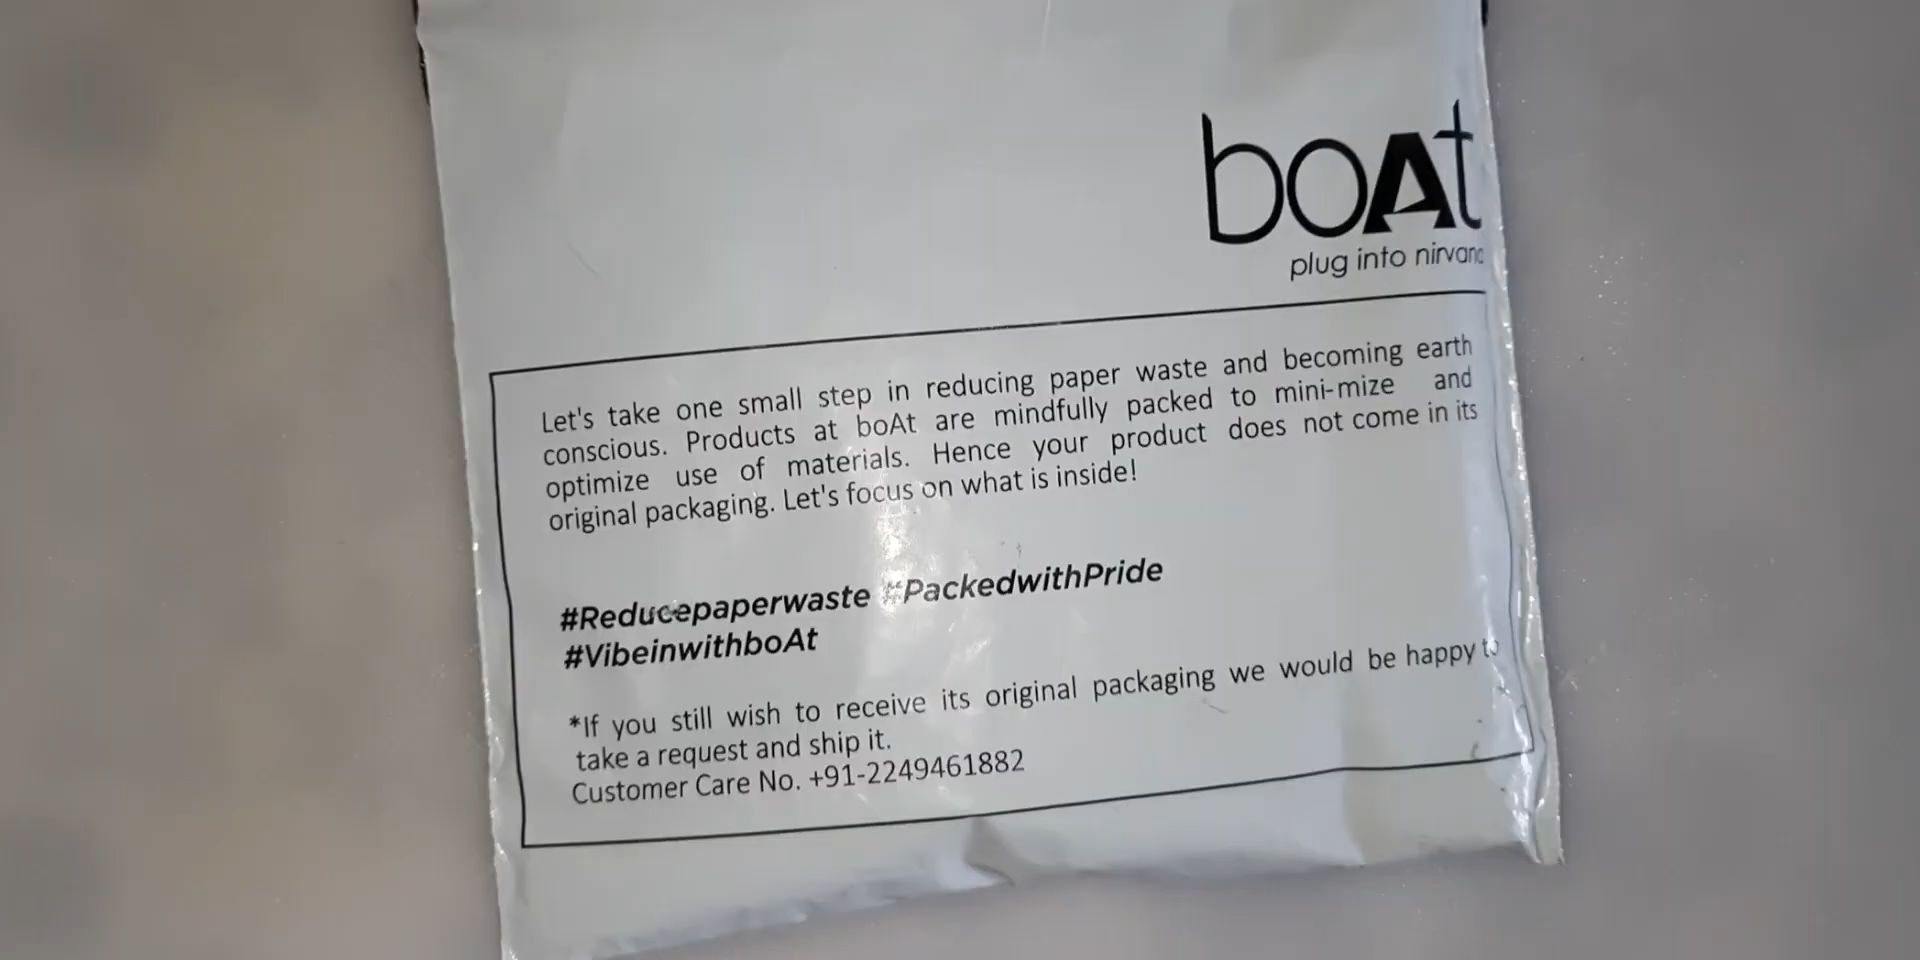 boAt
plug into nirvana
Let's take one small step in reducing paper waste and becoming earth
conscious. Products at boAt are mindfully packed to mini-mize and
optimize use of materials. Hence your product does not come in its
original packaging. Let's focus on what is inside!
#Reducepaperwaste #PackedwithPride
#VibeinwithboAt
*If you still wish to receive its original packaging we would be happy to
take a request and ship it.
Customer Care No. +91-2249461882